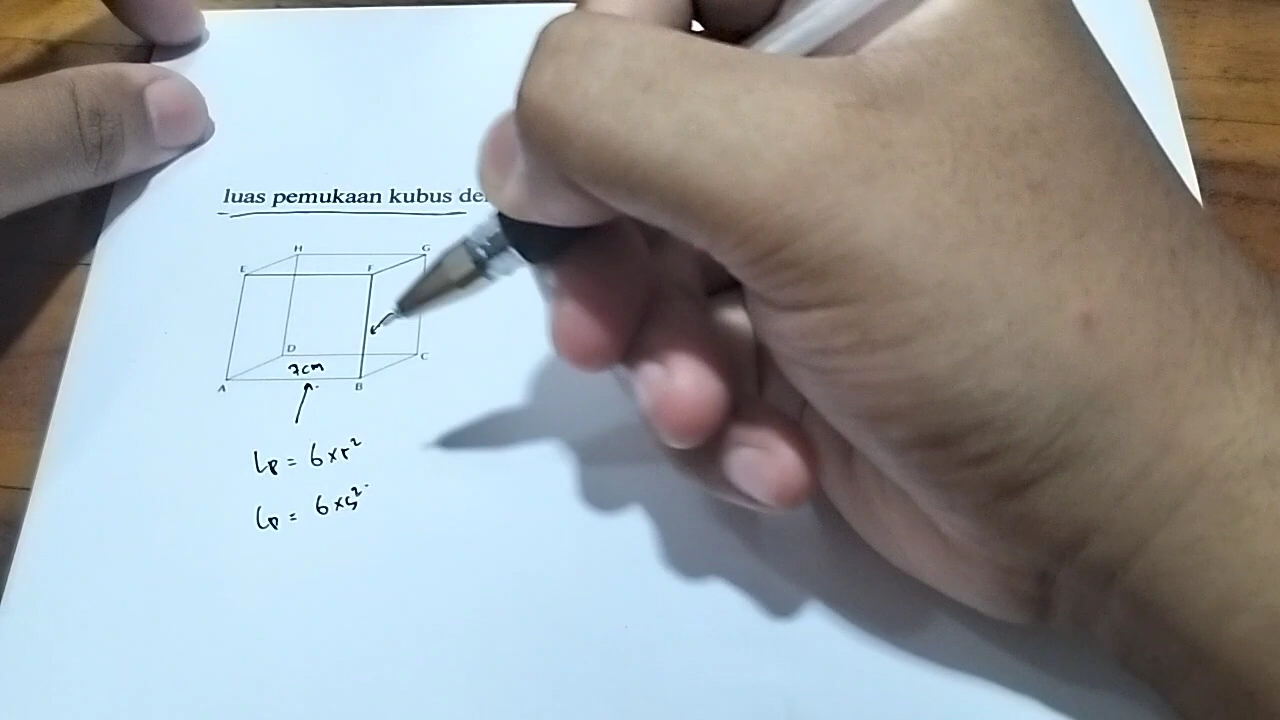 luas pemukaan kubus de
H G
E F
D C
7cm
A B
Lp = 6 x r²
Lp = 6 x s²